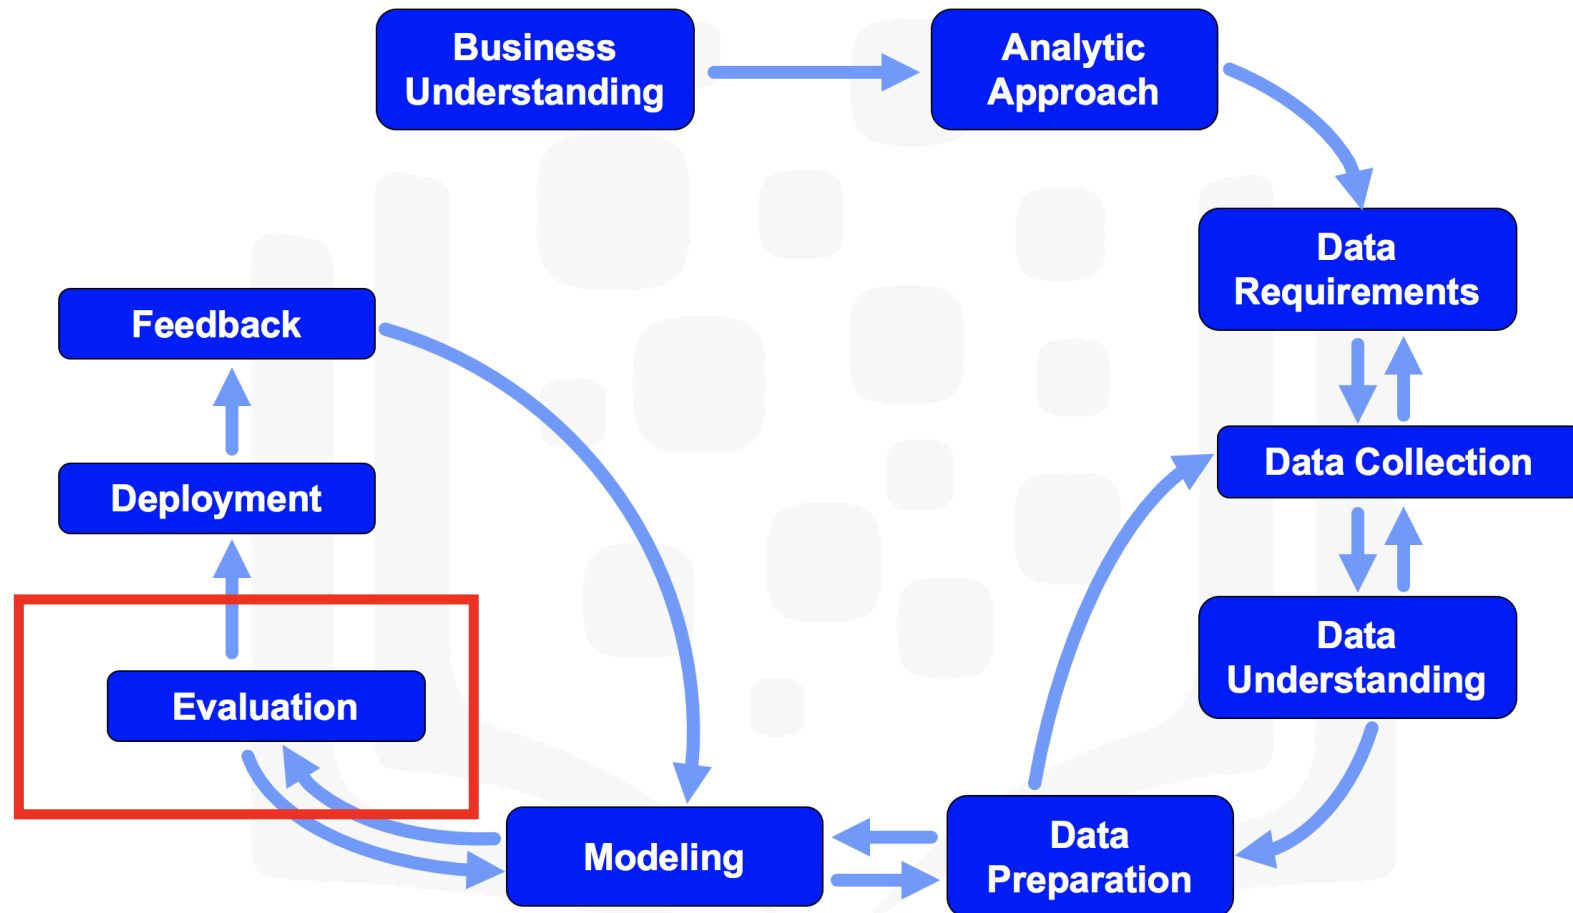 Business
Understanding
Analytic
Approach
Data
Requirements
Feedback
Data Collection
Deployment
Data
Understanding
Evaluation
Modeling
Data
Preparation